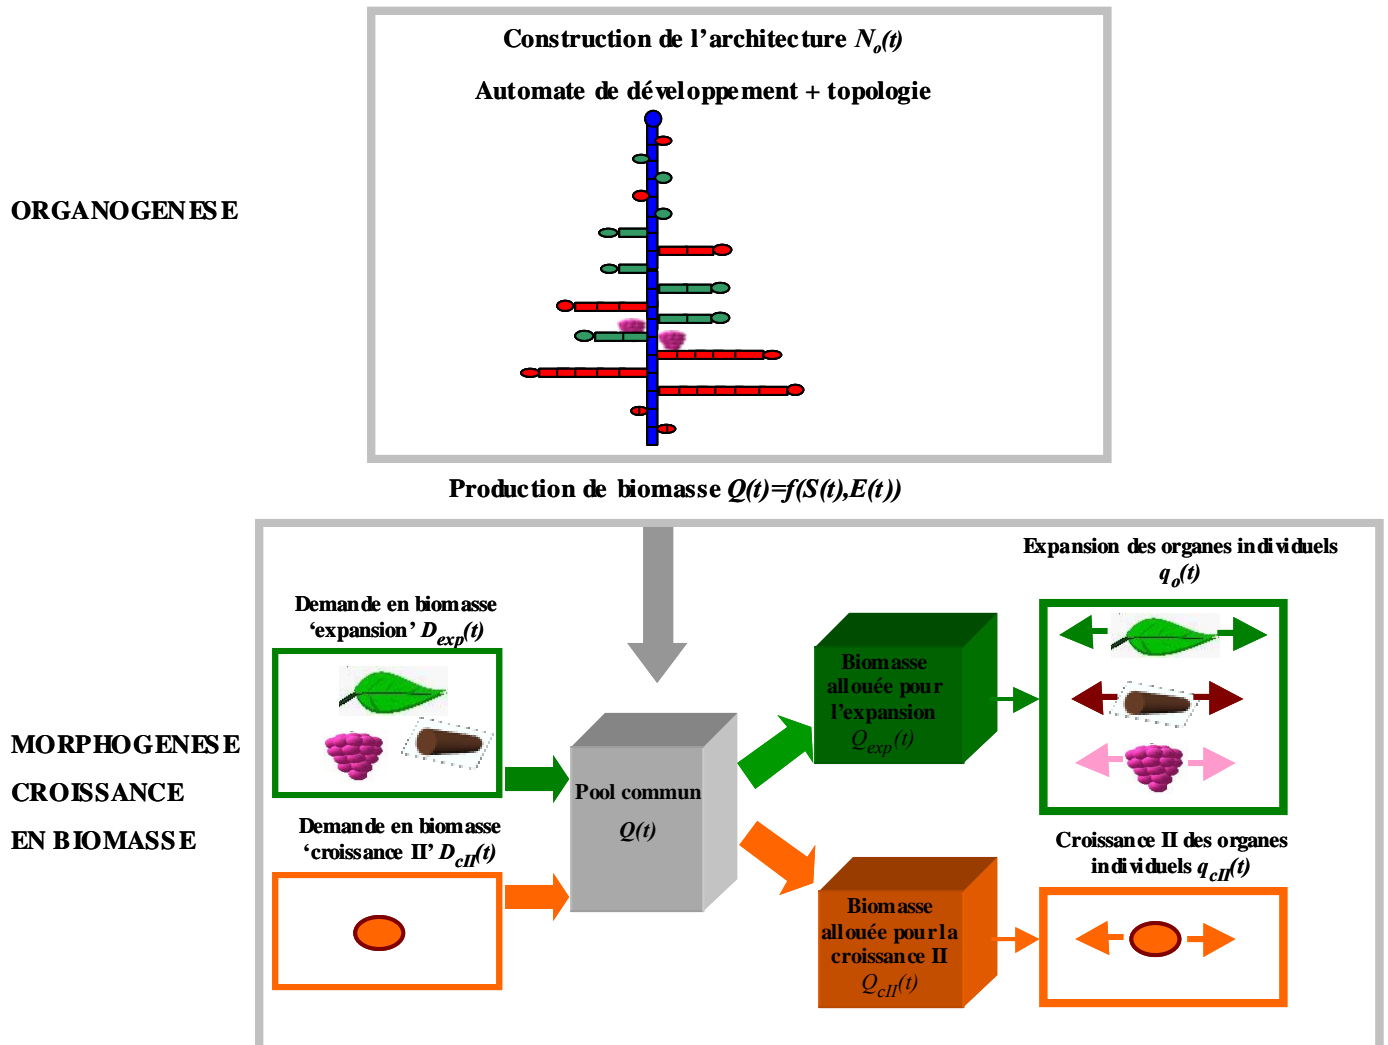 Construction de l'architecture Nₒ(t)
Automate de développement + topologie
ORGANOGENESE
Production de biomasse Q(t)=f(S(t),E(t))
MORPHOGENESE
CROISSANCE
EN BIOMASSE
Demande en biomasse
‘expansion’ D_exp(t)
Demande en biomasse
‘croissance II’ D_cII(t)
Pool commun
Q(t)
Biomasse
allouée pour
l'expansion
Q_exp(t)
Biomasse
allouée pour la
croissance II
Q_cII(t)
Expansion des organes individuels
qₒ(t)
Croissance II des organes
individuels q_cII(t)